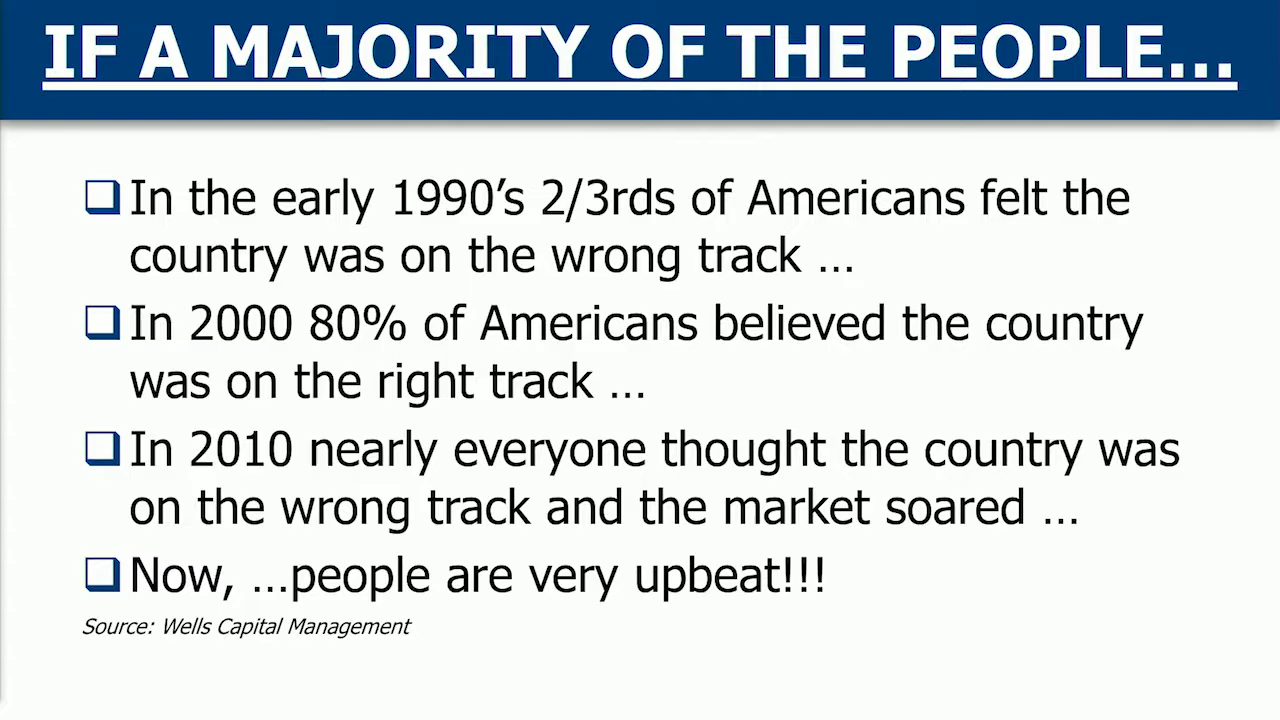 IF A MAJORITY OF THE PEOPLE...
In the early 1990’s 2/3rds of Americans felt the
country was on the wrong track …
In 2000 80% of Americans believed the country
was on the right track …
In 2010 nearly everyone thought the country was
on the wrong track and the market soared …
Now, …people are very upbeat!!!
Source: Wells Capital Management